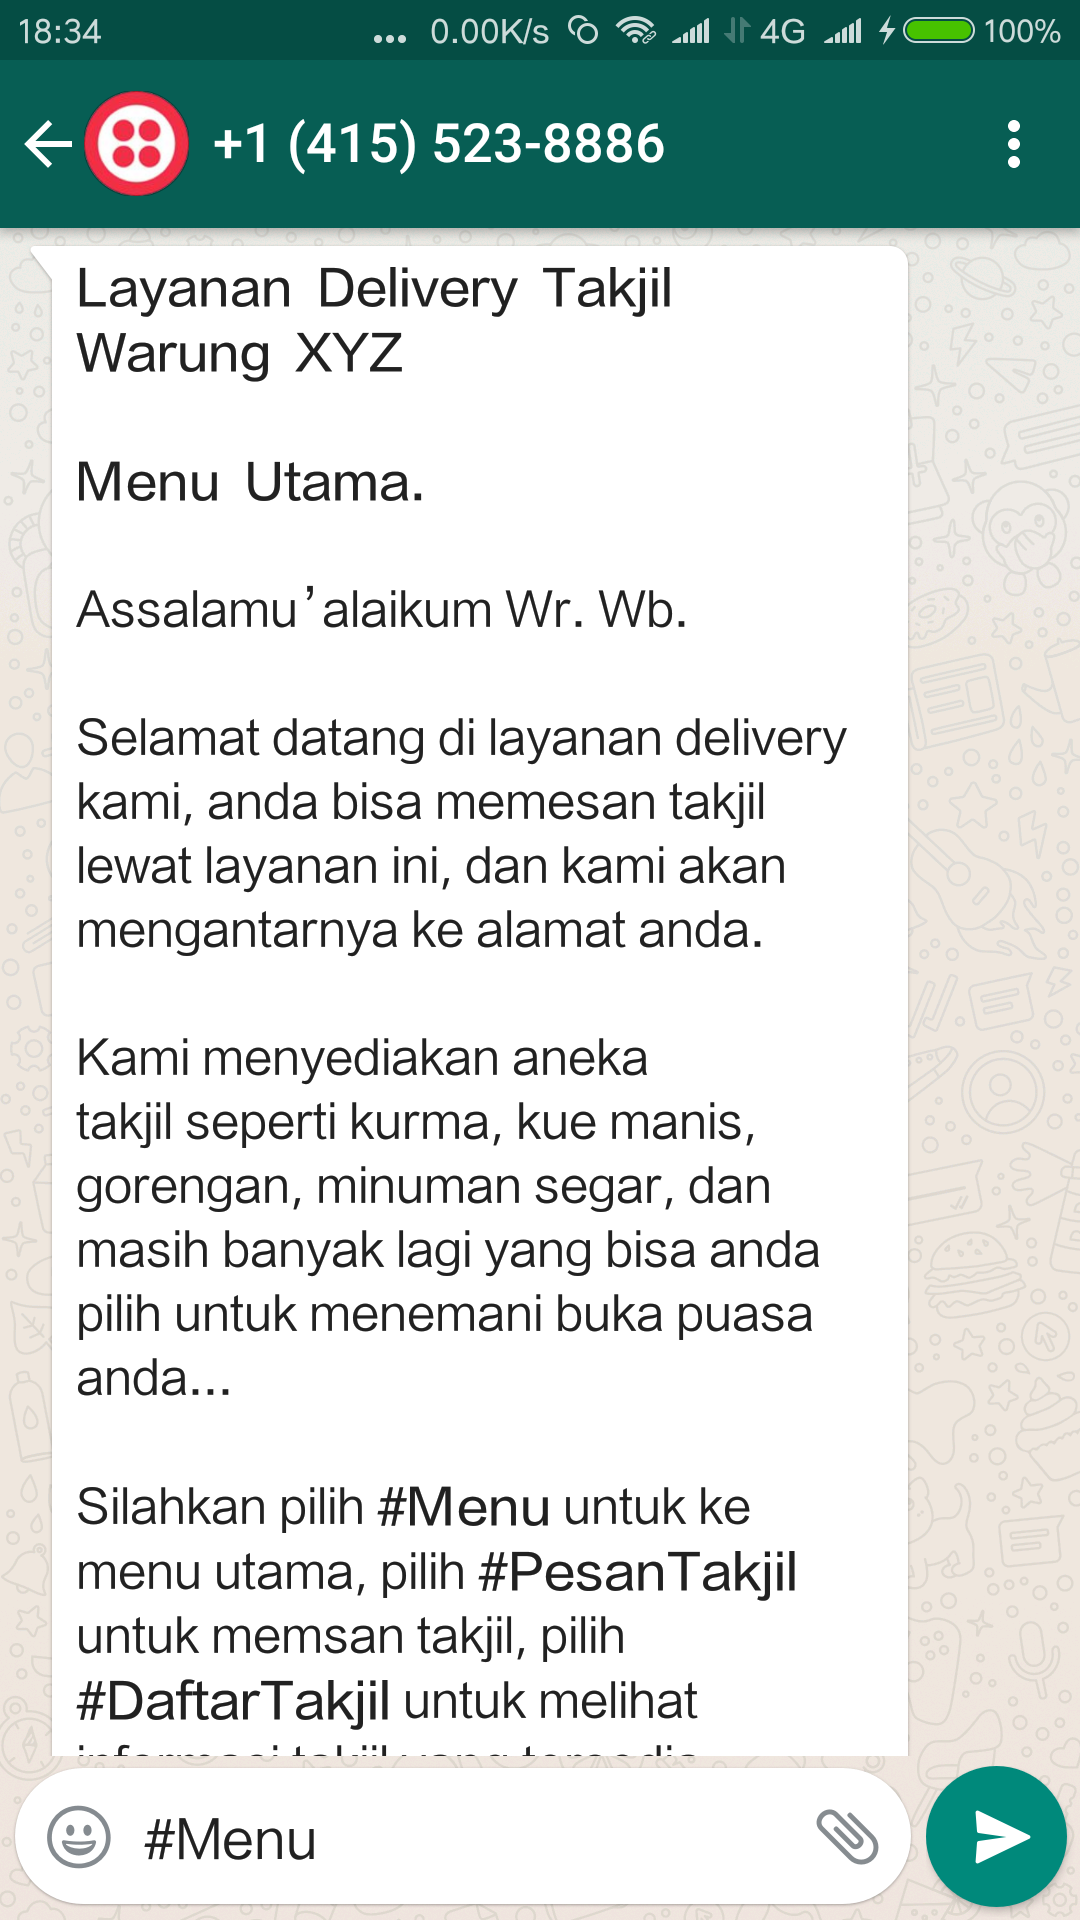 18:34 ... 0.00K/s 4G 100%
+1 (415) 523-8886
Layanan Delivery Takjil
Warung XYZ
Menu Utama.
Assalamu’alaikum Wr. Wb.
Selamat datang di layanan delivery
kami, anda bisa memesan takjil
lewat layanan ini, dan kami akan
mengantarnya ke alamat anda.
Kami menyediakan aneka
takjil seperti kurma, kue manis,
gorengan, minuman segar, dan
masih banyak lagi yang bisa anda
pilih untuk menemani buka puasa
anda...
Silahkan pilih #Menu untuk ke
menu utama, pilih #PesanTakjil
untuk memsan takjil, pilih
#DaftarTakjil untuk melihat
informasi takjil yang tersedia
#Menu